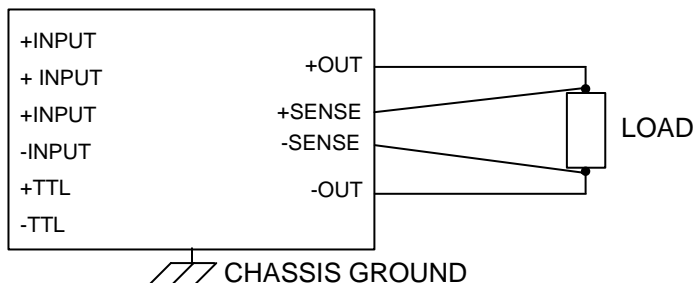 +INPUT
+ INPUT
+INPUT
-INPUT
+TTL
-TTL
+OUT
+SENSE
-SENSE
-OUT
LOAD
CHASSIS GROUND